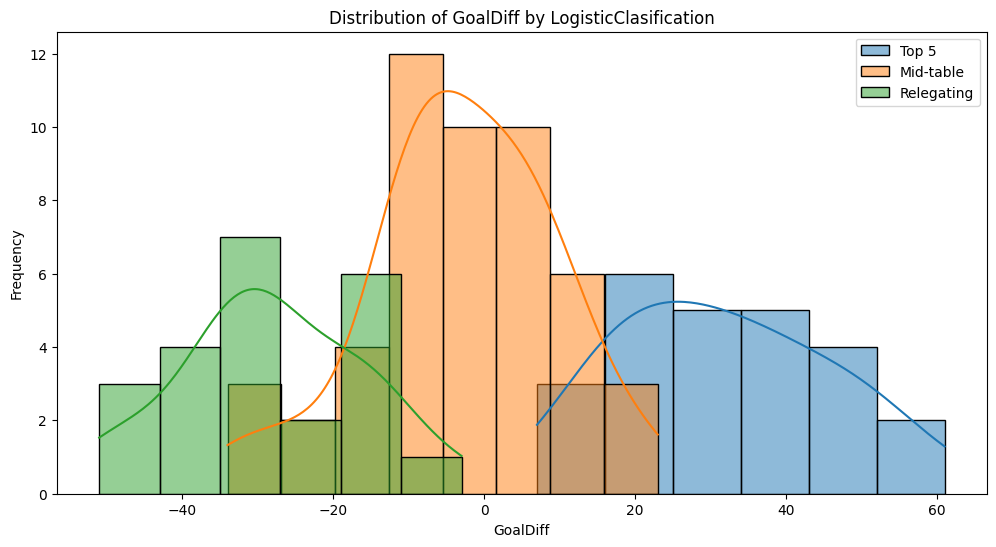 Distribution of GoalDiff by LogisticClasification
Top 5
Mid-table
Relegating
Frequency
12
10
8
6
4
2
0
−40
−20
0
20
40
60
GoalDiff